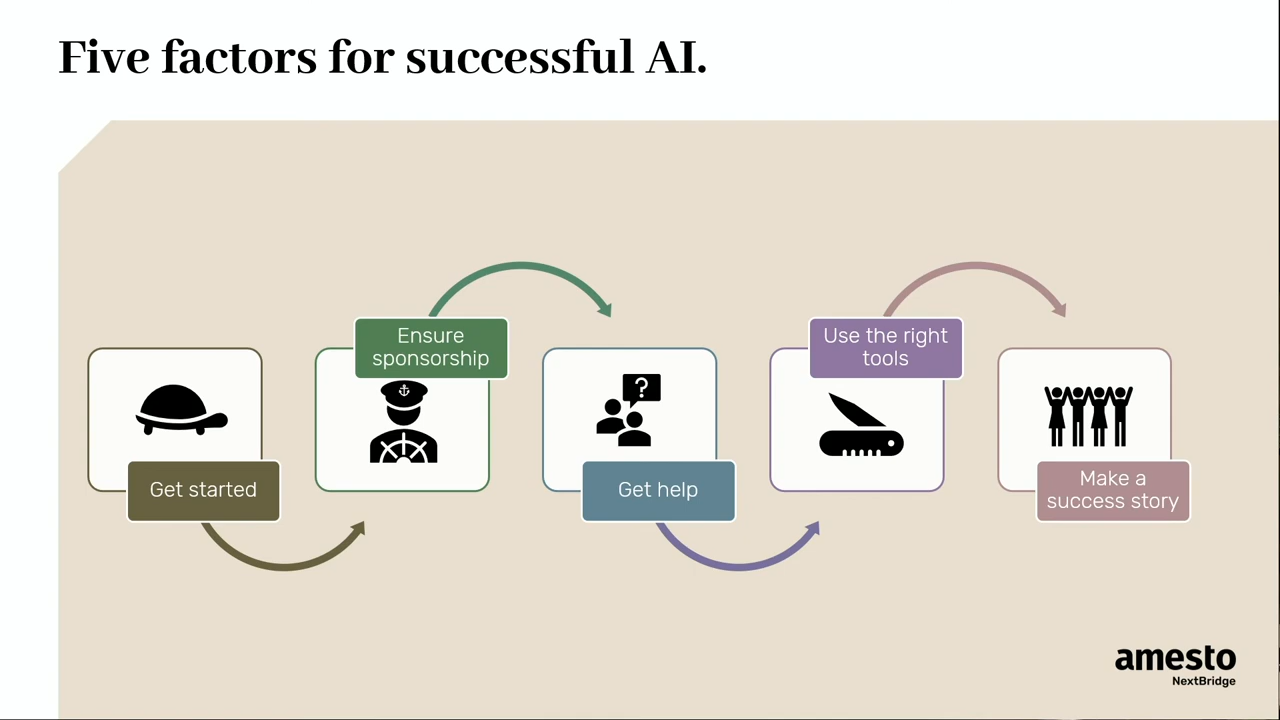 Five factors for successful AI.
Get started
Ensure
sponsorship
?
Get help
Use the right
tools
Make a
success story
amesto
NextBridge